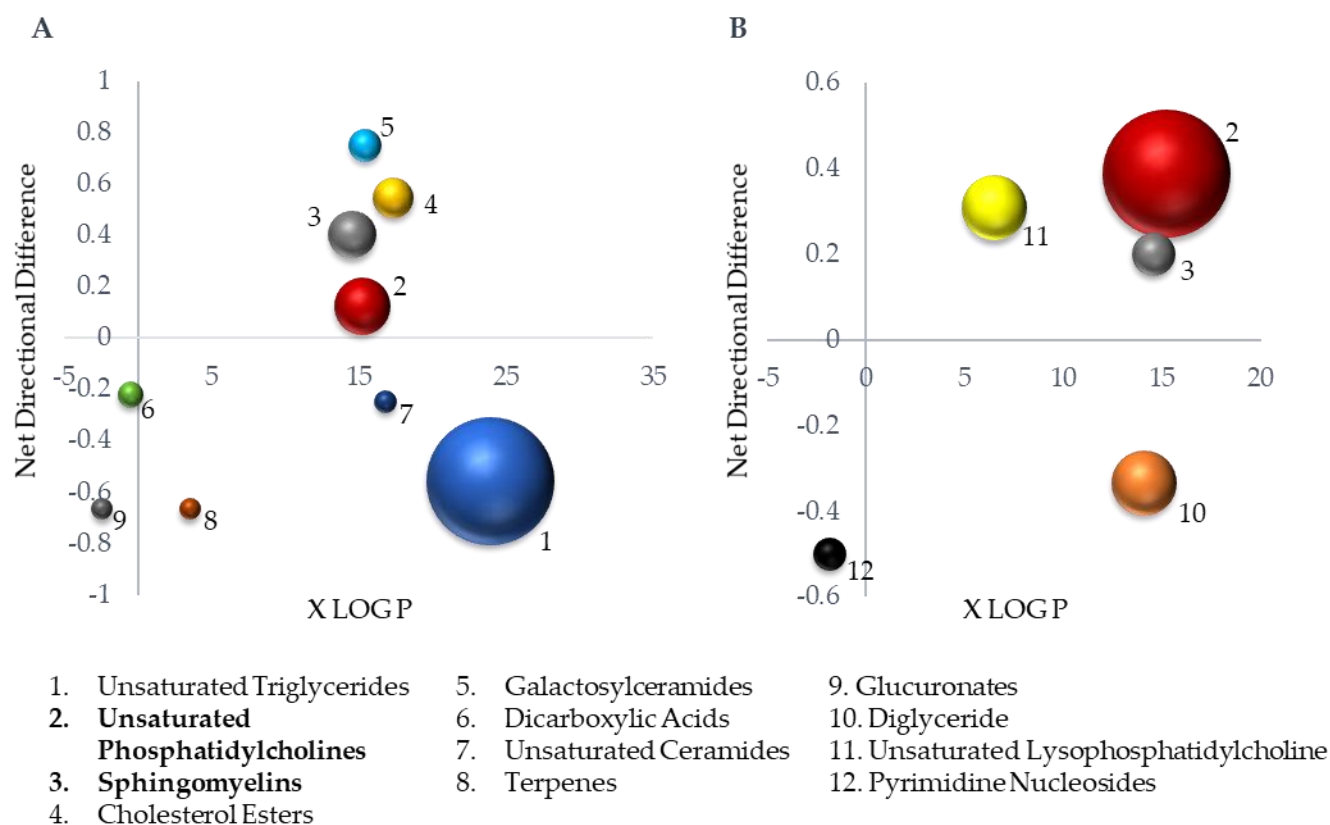 A
B
Net Directional Difference
1
0.8
0.6
0.4
0.2
0
-0.2
-0.4
-0.6
-0.8
-1
-5
5
15
25
35
5
4
3
2
6
7
9
8
1
X LOG P
Net Directional Difference
0.6
0.4
0.2
0
-0.2
-0.4
-0.6
-5
0
5
10
15
20
2
11
3
10
12
X LOG P
1. Unsaturated Triglycerides
2. Unsaturated
Phosphatidylcholines
3. Sphingomyelins
4. Cholesterol Esters
5. Galactosylceramides
6. Dicarboxylic Acids
7. Unsaturated Ceramides
8. Terpenes
9. Glucuronates
10. Diglyceride
11. Unsaturated Lysophosphatidylcholine
12. Pyrimidine Nucleosides